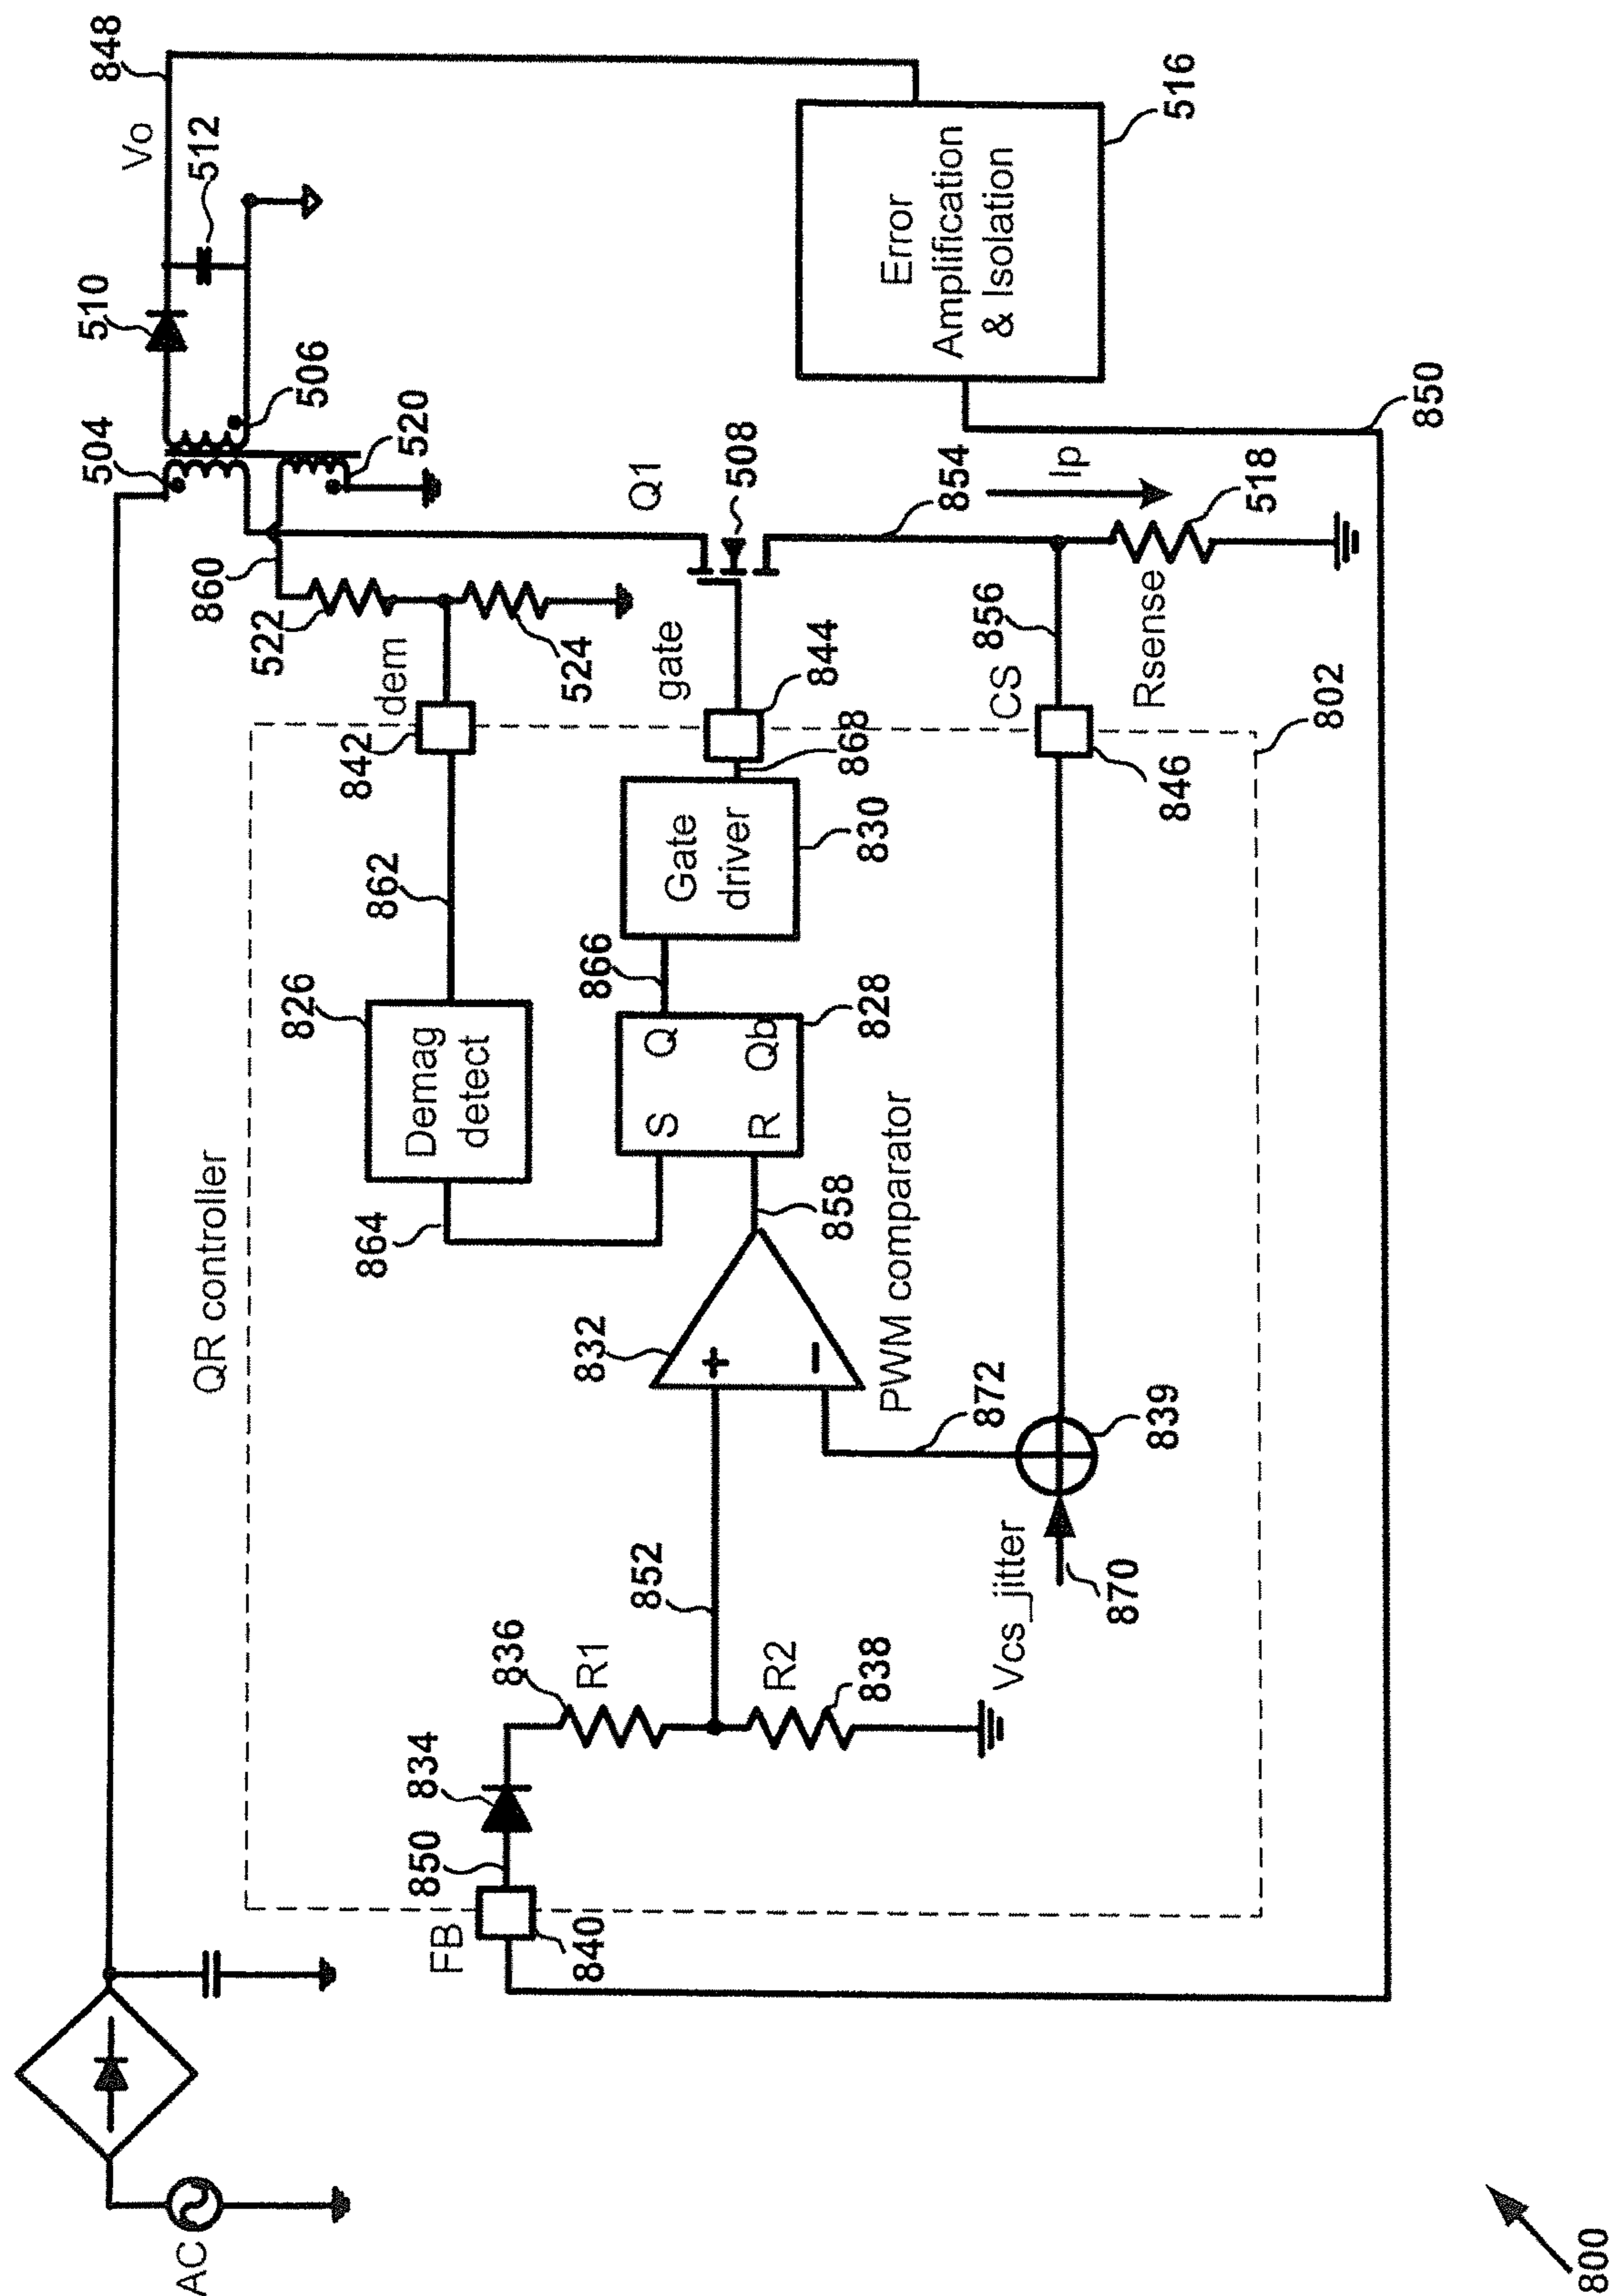 AC
504
Vo
848
510
512
506
520
860
522
524
QR controller
dem
842
862
826
Demag
detect
864
Q1
508
gate
844
868
Gate
driver
830
866
S Q
R Qb
828
858
832
+
−
PWM comparator
852
836
R1
R2
838
834
850
FB
840
Vcs_jitter
870
839
872
CS
856
846
854
Ip
518
Rsense
802
Error
Amplification
& Isolation
516
850
800